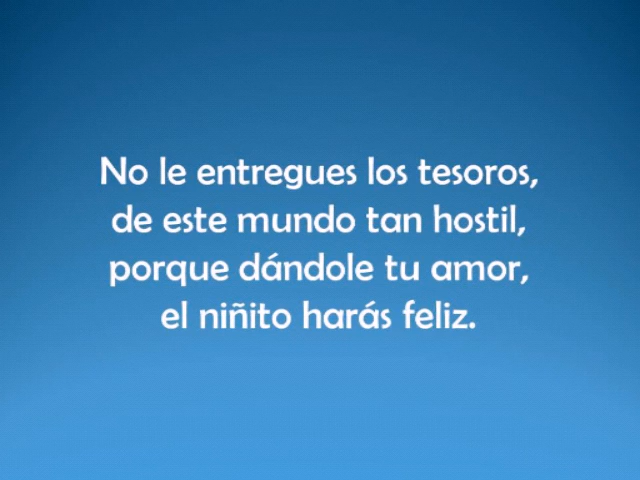 No le entregues los tesoros,
de este mundo tan hostil,
porque dándole tu amor,
el niñito harás feliz.